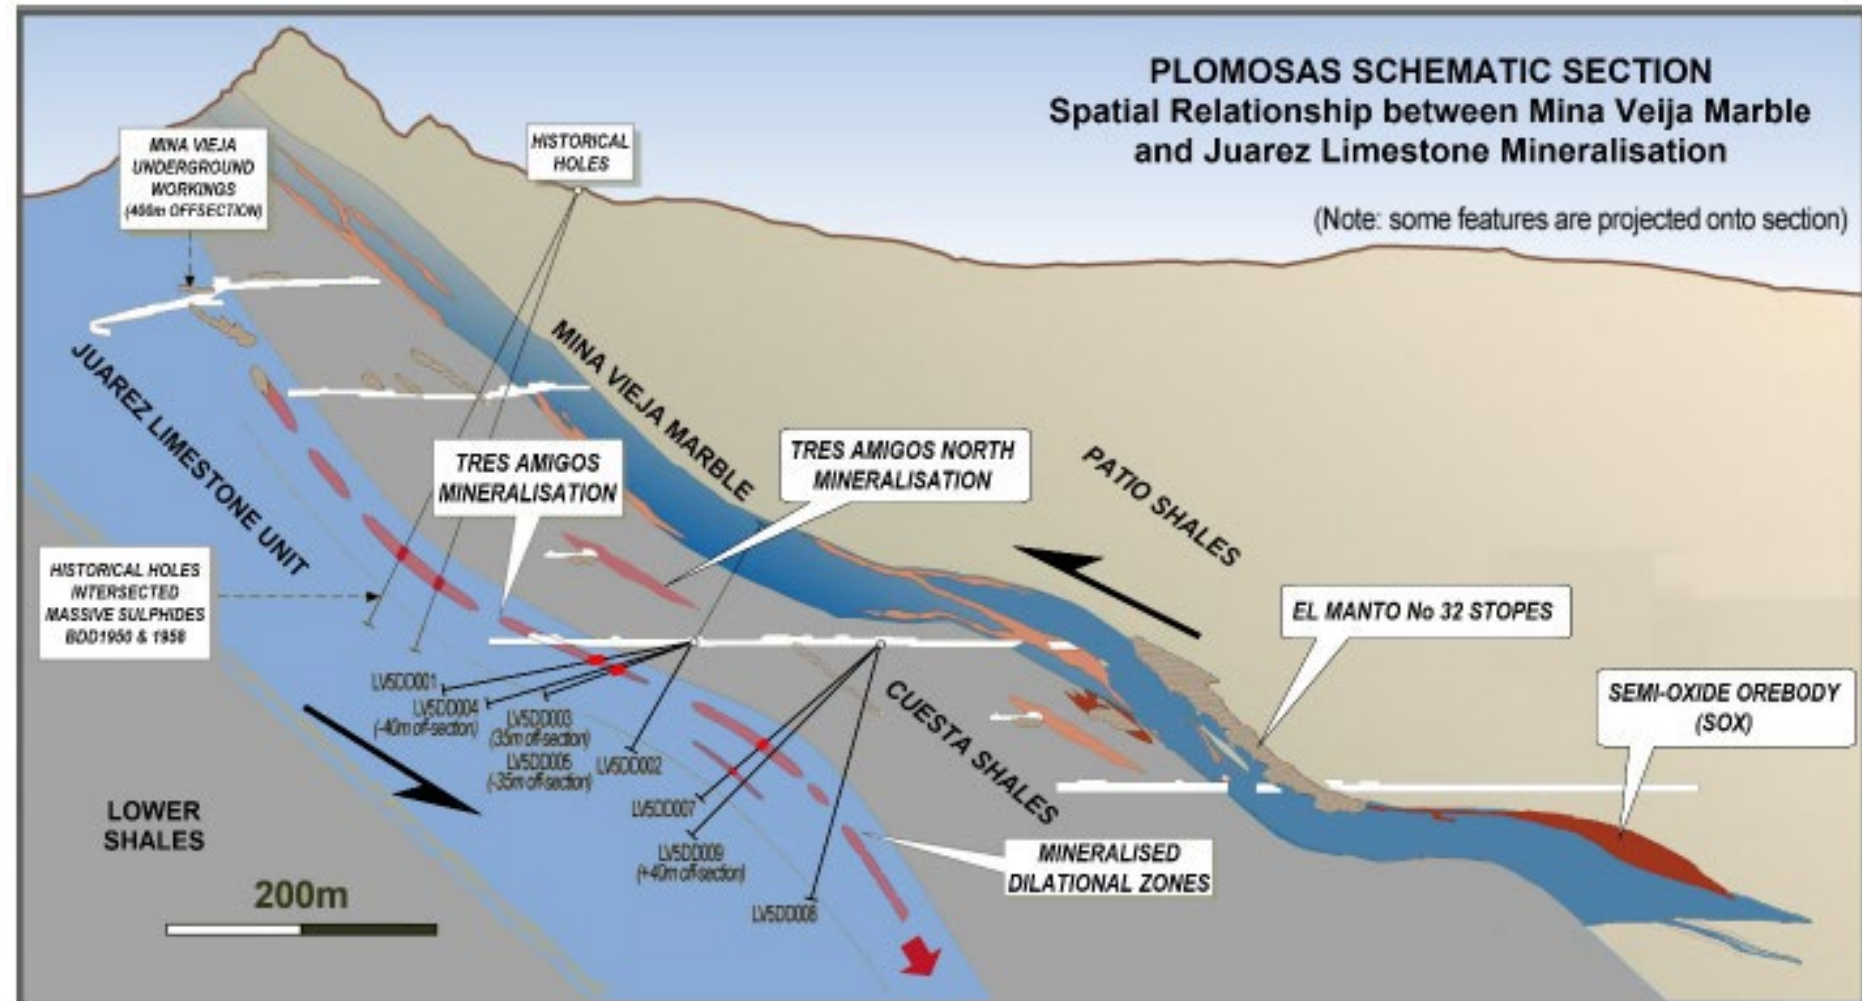 PLOMOSAS SCHEMATIC SECTION
Spatial Relationship between Mina Veija Marble
and Juarez Limestone Mineralisation
(Note: some features are projected onto section)
MINA VIEJA
UNDERGROUND
WORKINGS
OFFSECTION)
HISTORICAL
HOLES
JUAREZ LIMESTONE UNIT
MINA VIEJA MARBLE
PATIO SHALES
TRES AMIGOS
MINERALISATION
TRES AMIGOS NORTH
MINERALISATION
HISTORICAL HOLES
INTERSECTED
MASSIVE SULPHIDES
EL MANTO No 32 STOPES
SEMI-OXIDE OREBODY
(SOX)
CUESTA SHALES
LV5DD001
LV5DD004
(-40m off-section)
LV5DD003
(35m off-section)
LV5DD005
(-35m off-section)
LV5DD002
LV5DD007
LV5DD009
(+40m off-section)
LV5DD008
MINERALISED
DILATIONAL ZONES
LOWER
SHALES
200m